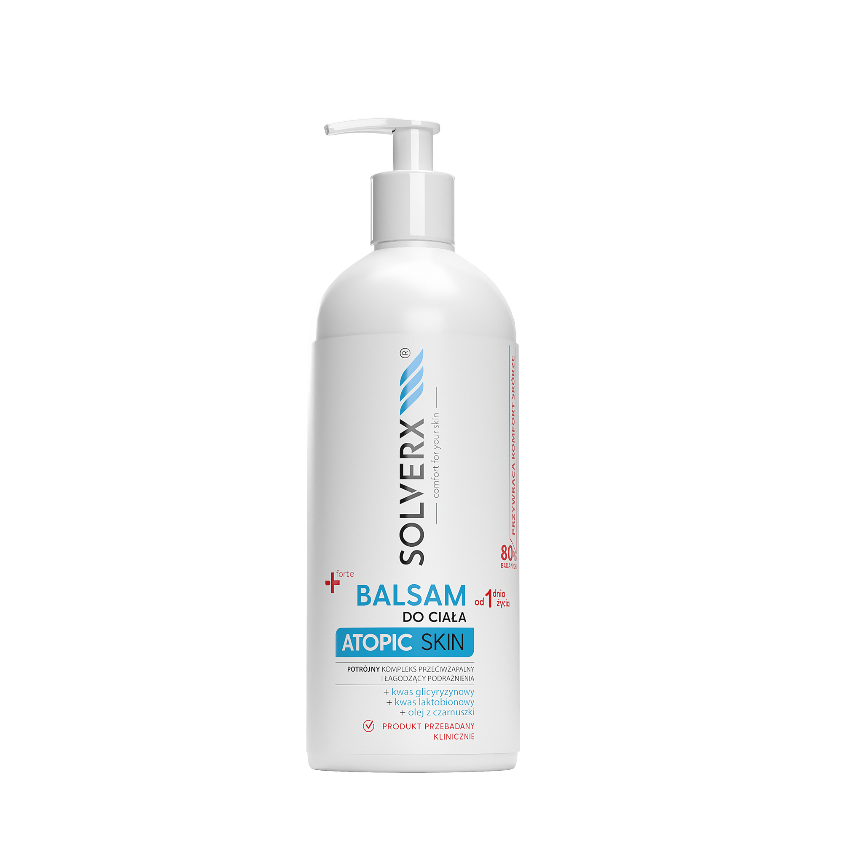 SOLVERX®
comfort for your skin
PRZYWRACA KOMFORT SKÓRZE
80
+forte
BALSAM
DO CIAŁA
od 1 dnia życia
ATOPIC SKIN
POTRÓJNY KOMPLEKS PRZECIWZAPALNY
I ŁAGODZĄCY PODRAŻNIENIA
+ kwas glicyryzynowy
+ kwas laktobionowy
+ olej z czarnuszki
PRODUKT PRZEBADANY
KLINICZNIE